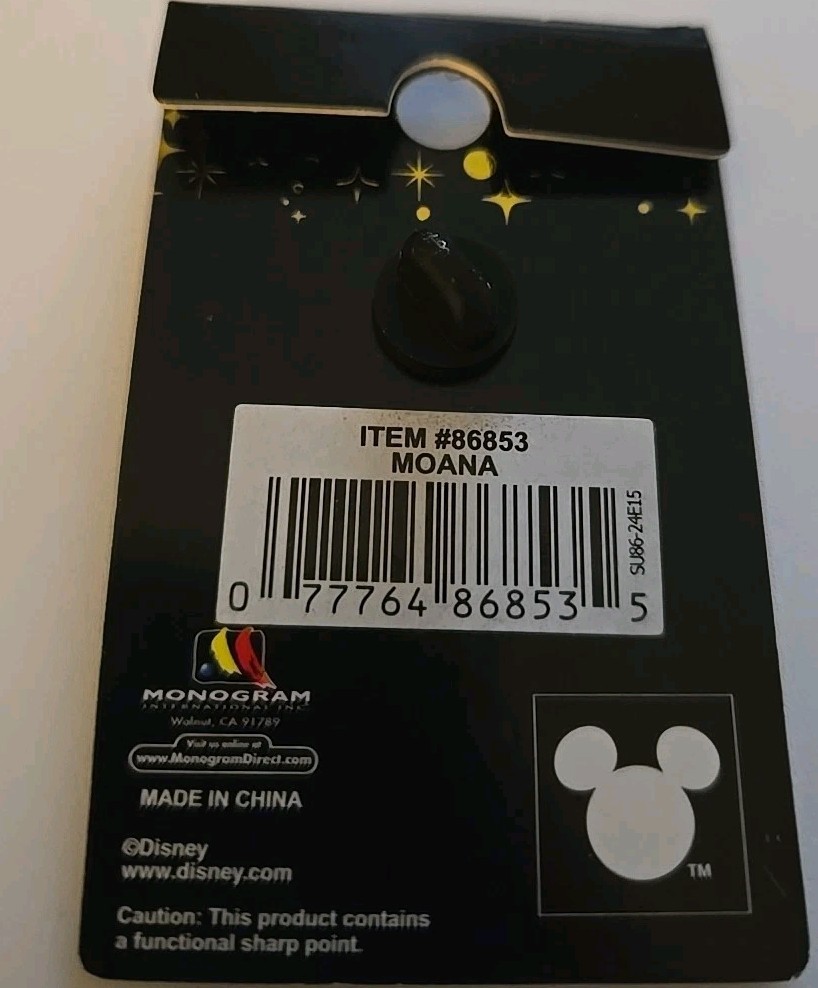 ITEM #86853
MOANA
SU86-24E15
0 77764 86853 5
MONOGRAM
INTERNATIONAL INC.
Walnut, CA 91789
Visit us online at
www.MonogramDirect.com
MADE IN CHINA
©Disney
www.disney.com
Caution: This product contains
a functional sharp point.
TM